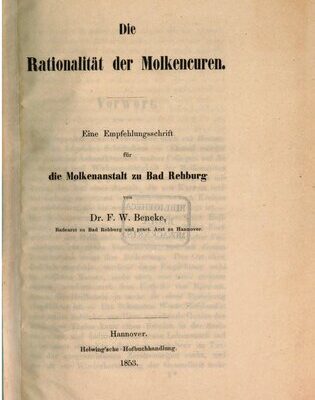 Die
Rationalität der Molkencuren.
Eine Empfehlungsschrift
für
die Molkenanstalt zu Bad Rehburg
von
Dr. F. W. Beneke,
Badearzt zu Bad Rehburg und pract. Arzt zu Hannover.
Hannover.
Helwing'sche Hofbuchhandlung.
1853.